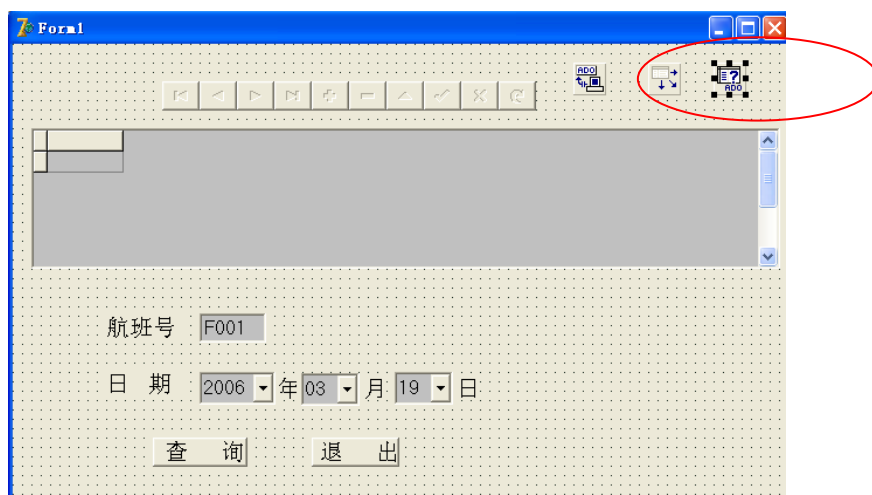 7 Form1
ADO
? ADO
航班号 F001
日 期 2006 年 03 月 19 日
查 询 退 出